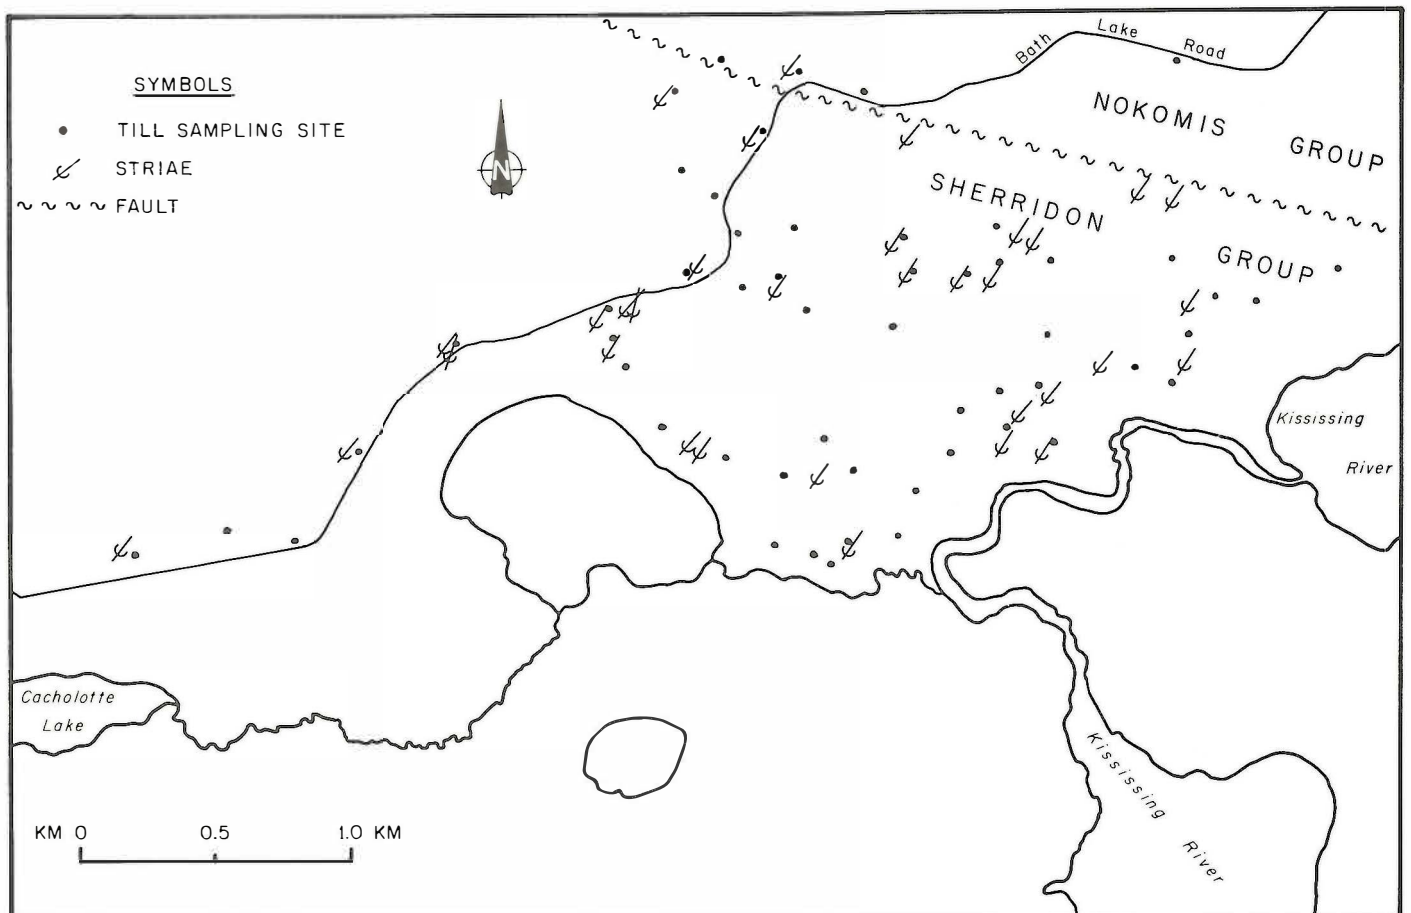 Bath Lake Road
SYMBOLS
TILL SAMPLING SITE
STRIAE
FAULT
N
NOKOMIS GROUP
SHERRIDON GROUP
Kississing
River
Cacholotte
Lake
Kississing River
KM 0 0.5 1.0 KM